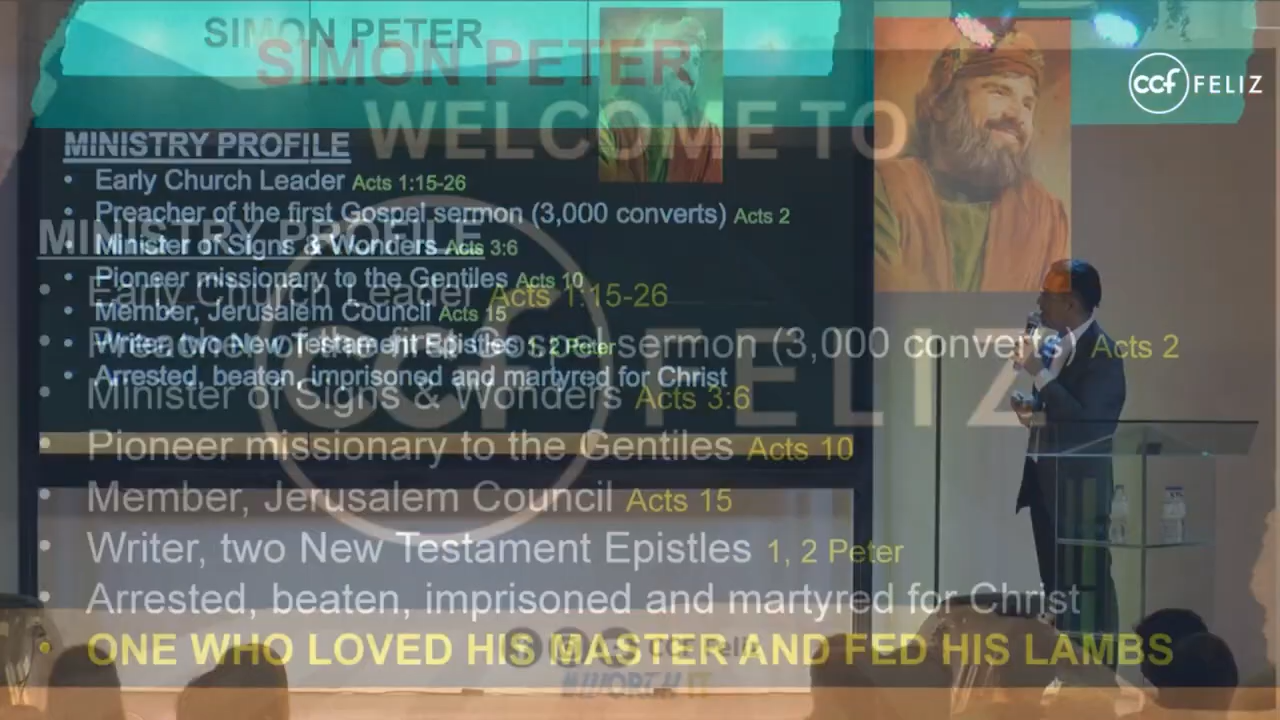 SIMON PETER
SIMON PETER
ccf FELIZ
WELCOME TO
MINISTRY PROFILE
• Early Church Leader Acts 1:15-26
• Preacher of the first Gospel sermon (3,000 converts) Acts 2
• Minister of Signs & Wonders Acts 3:6
• Pioneer missionary to the Gentiles Acts 10
• Member, Jerusalem Council Acts 15
• Writer, two New Testament Epistles 1, 2 Peter
• Arrested, beaten, imprisoned and martyred for Christ
MINISTRY PROFILE
• Early Church Leader Acts 1:15-26
• Preacher of the first Gospel sermon (3,000 converts) Acts 2
ccf FELIZ
• Minister of Signs & Wonders Acts 3:6
• Pioneer missionary to the Gentiles Acts 10
• Member, Jerusalem Council Acts 15
• Writer, two New Testament Epistles 1, 2 Peter
• Arrested, beaten, imprisoned and martyred for Christ
• ONE WHO LOVED HIS MASTER AND FED HIS LAMBS
CCF Feliz
#WORTH IT